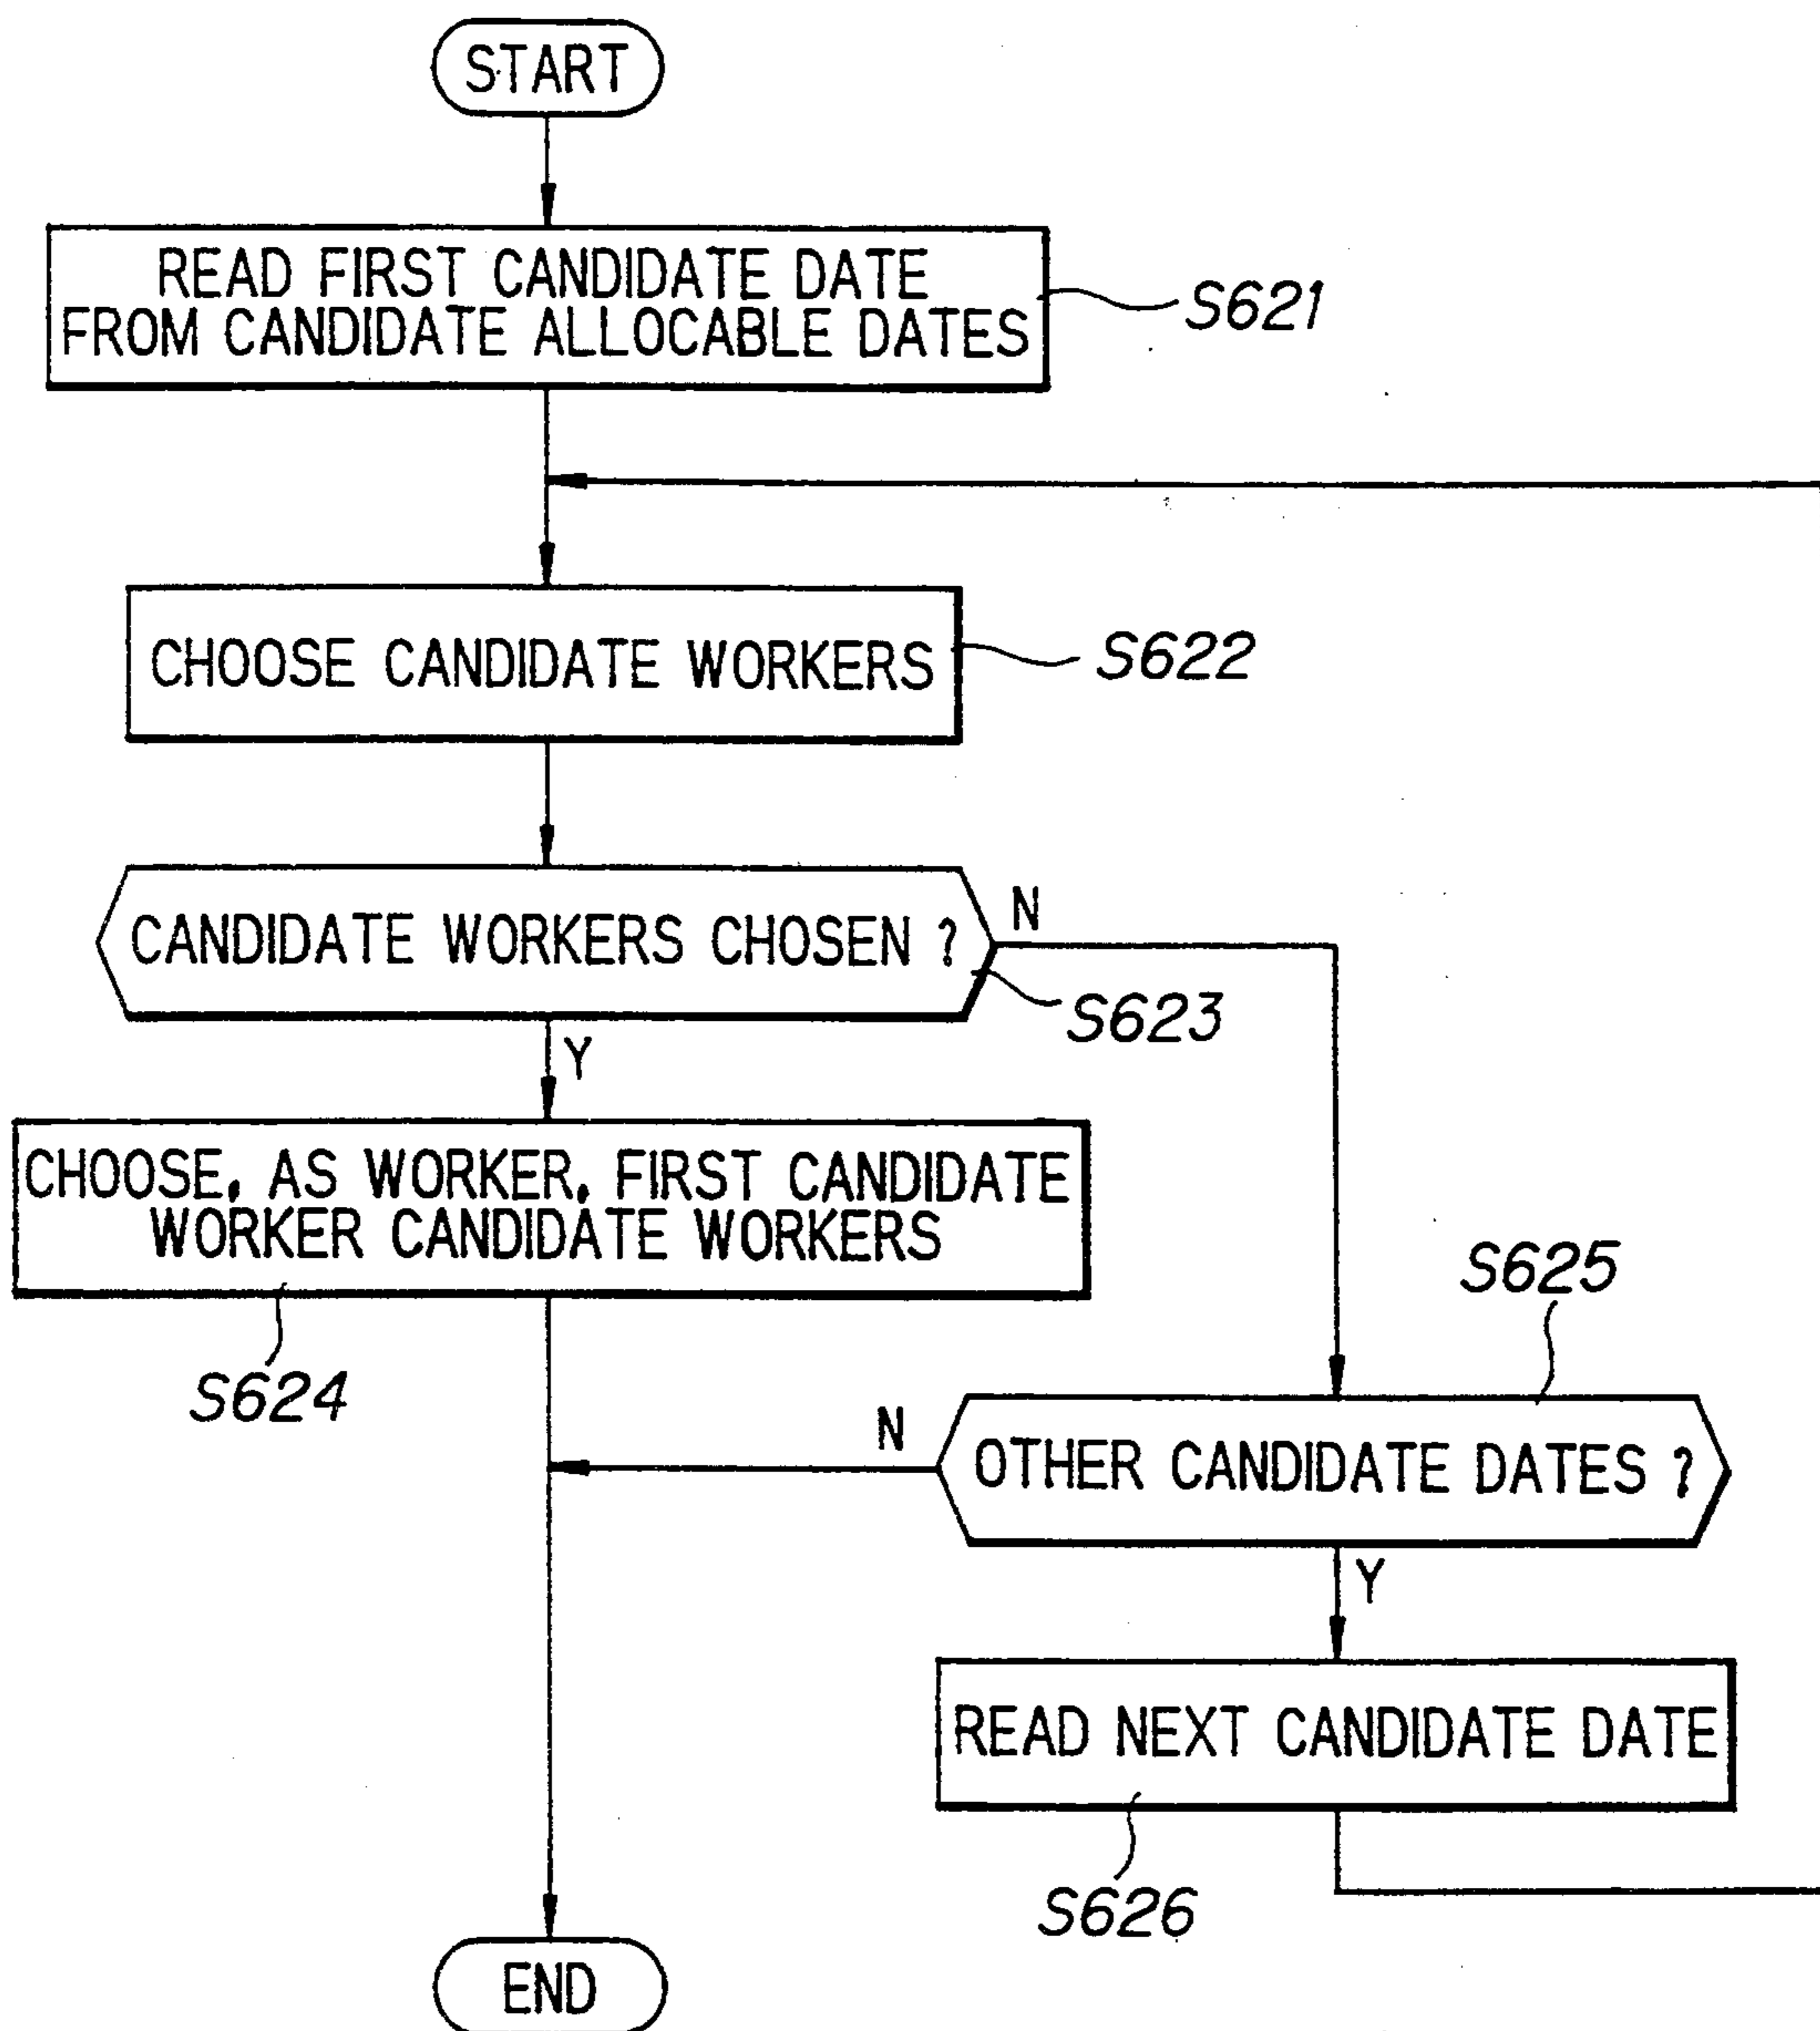 START
READ FIRST CANDIDATE DATE
FROM CANDIDATE ALLOCABLE DATES
S621
CHOOSE CANDIDATE WORKERS
S622
CANDIDATE WORKERS CHOSEN ?
N
S623
Y
CHOOSE, AS WORKER, FIRST CANDIDATE
WORKER CANDIDATE WORKERS
S624
S625
N
OTHER CANDIDATE DATES ?
Y
READ NEXT CANDIDATE DATE
S626
END